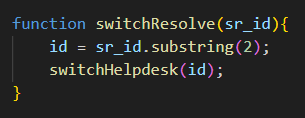 function switchResolve(sr_id){
    id = sr_id.substring(2);
    switchHelpdesk(id);
}